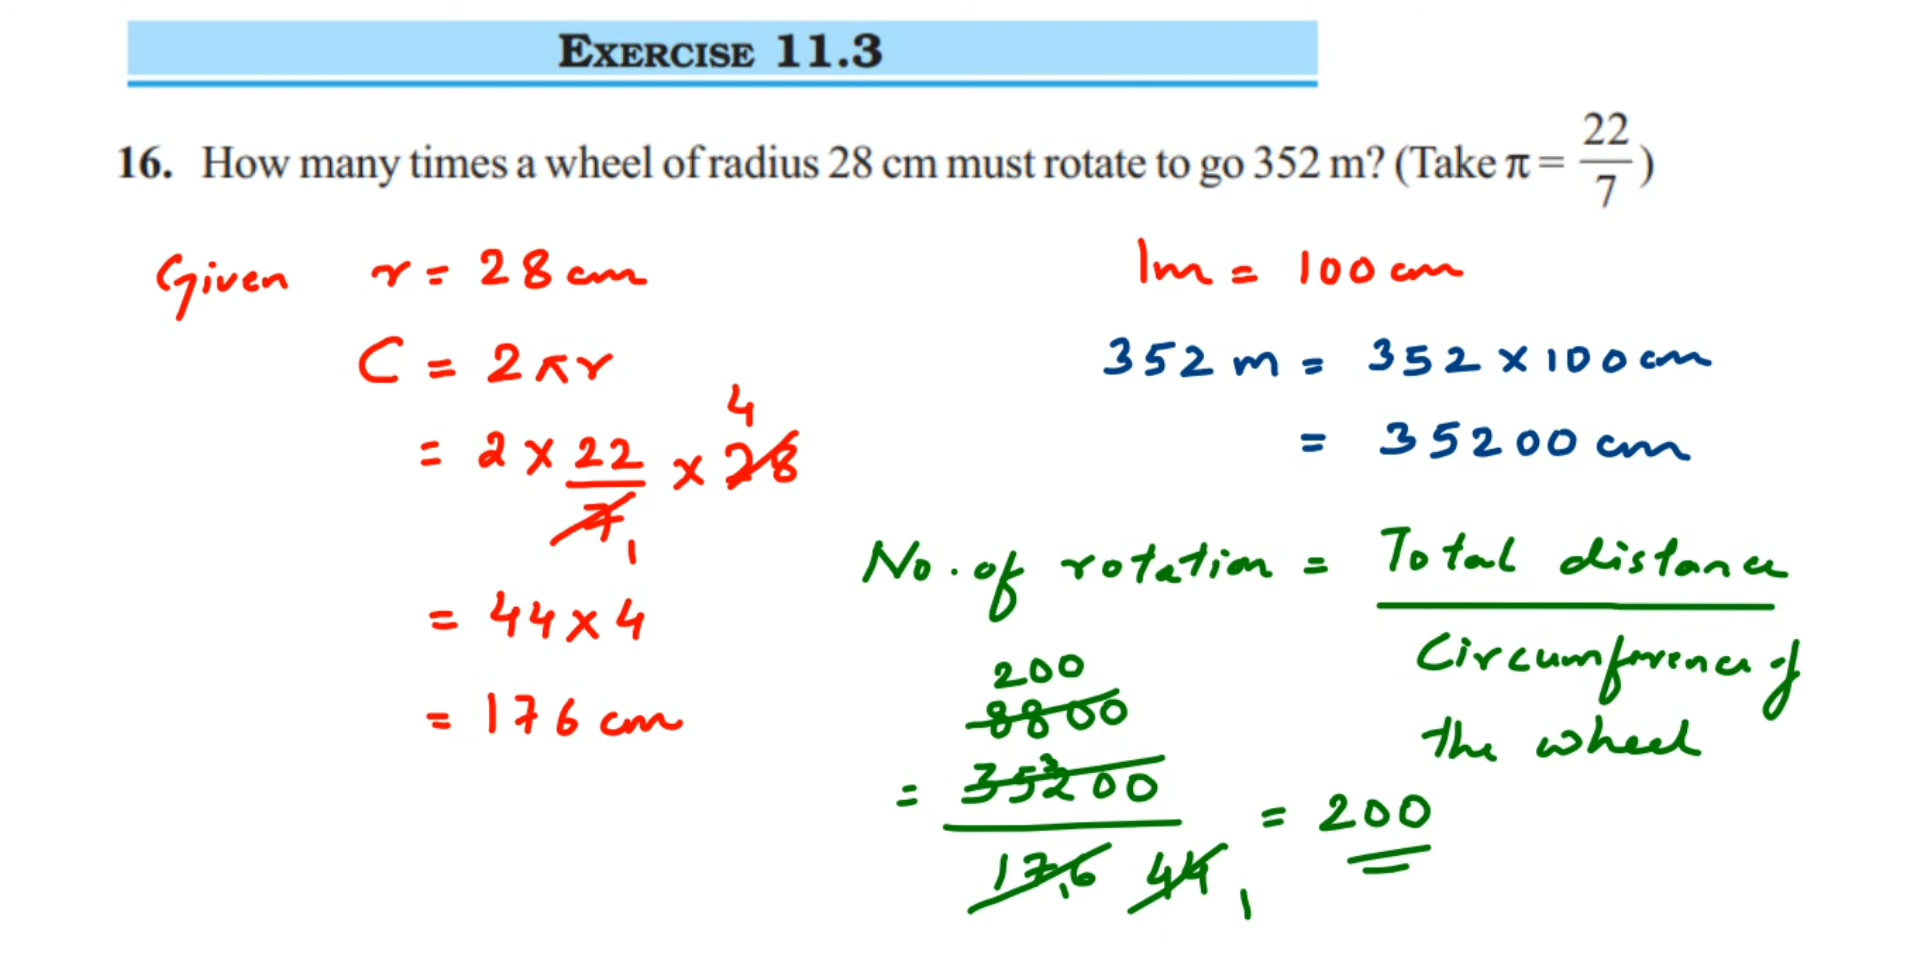 EXERCISE 11.3
16. How many times a wheel of radius 28 cm must rotate to go 352 m? (Take π = 22/7)
Given r = 28 cm
C = 2πr
= 2 × 22/7 × 28
4
1
= 44 × 4
= 176 cm
1m = 100 cm
352 m = 352 × 100 cm
= 35200 cm
No. of rotation = Total distance
Circumference of
the wheel
200
8800
3
= 35200 = 200
176 44
1 1